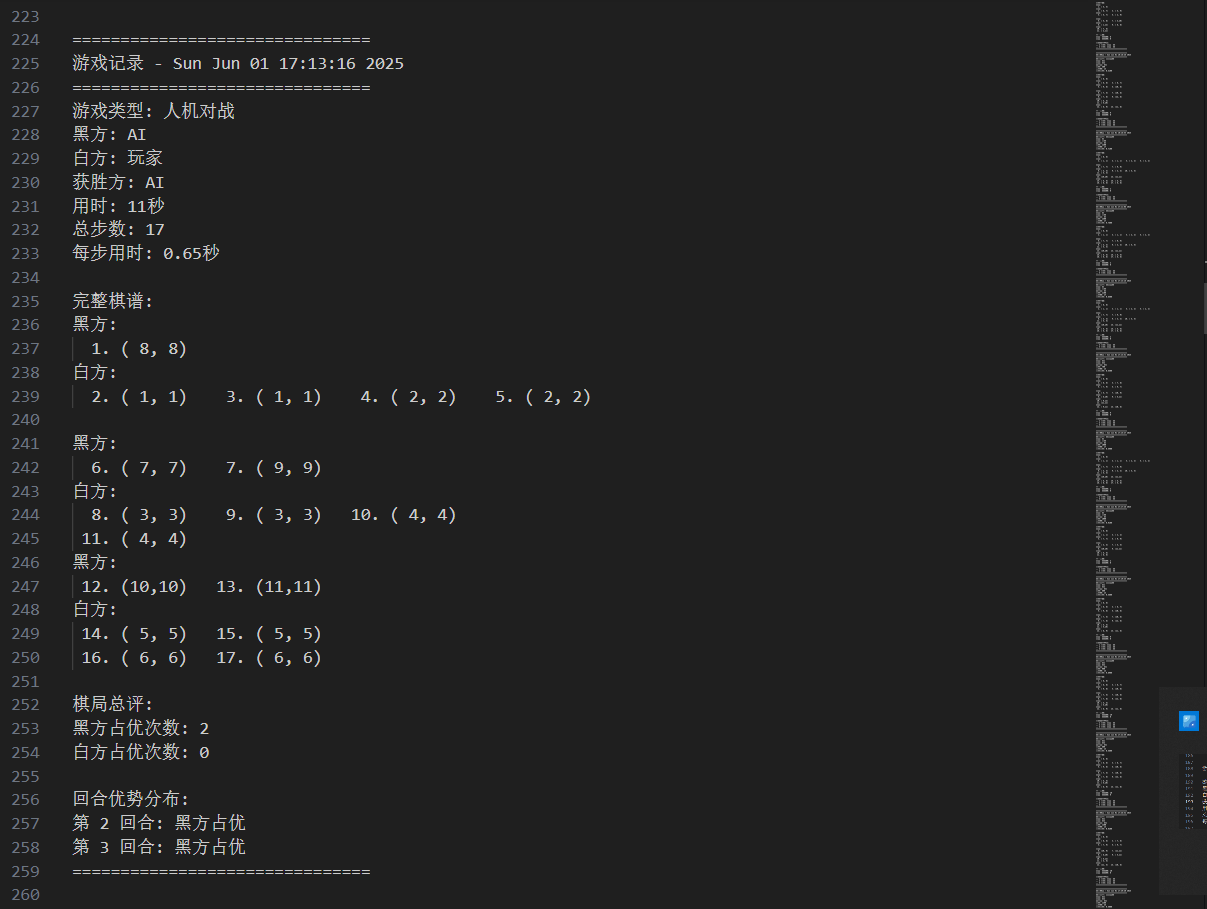 223
224 ===============================
225 游戏记录 - Sun Jun 01 17:13:16 2025
226 ===============================
227 游戏类型: 人机对战
228 黑方: AI
229 白方: 玩家
230 获胜方: AI
231 用时: 11秒
232 总步数: 17
233 每步用时: 0.65秒
234
235 完整棋谱:
236 黑方:
237 1. ( 8, 8)
238 白方:
239 2. ( 1, 1) 3. ( 1, 1) 4. ( 2, 2) 5. ( 2, 2)
240
241 黑方:
242 6. ( 7, 7) 7. ( 9, 9)
243 白方:
244 8. ( 3, 3) 9. ( 3, 3) 10. ( 4, 4)
245 11. ( 4, 4)
246 黑方:
247 12. (10,10) 13. (11,11)
248 白方:
249 14. ( 5, 5) 15. ( 5, 5)
250 16. ( 6, 6) 17. ( 6, 6)
251
252 棋局总评:
253 黑方占优次数: 2
254 白方占优次数: 0
255
256 回合优势分布:
257 第 2 回合: 黑方占优
258 第 3 回合: 黑方占优
259 ===============================
260